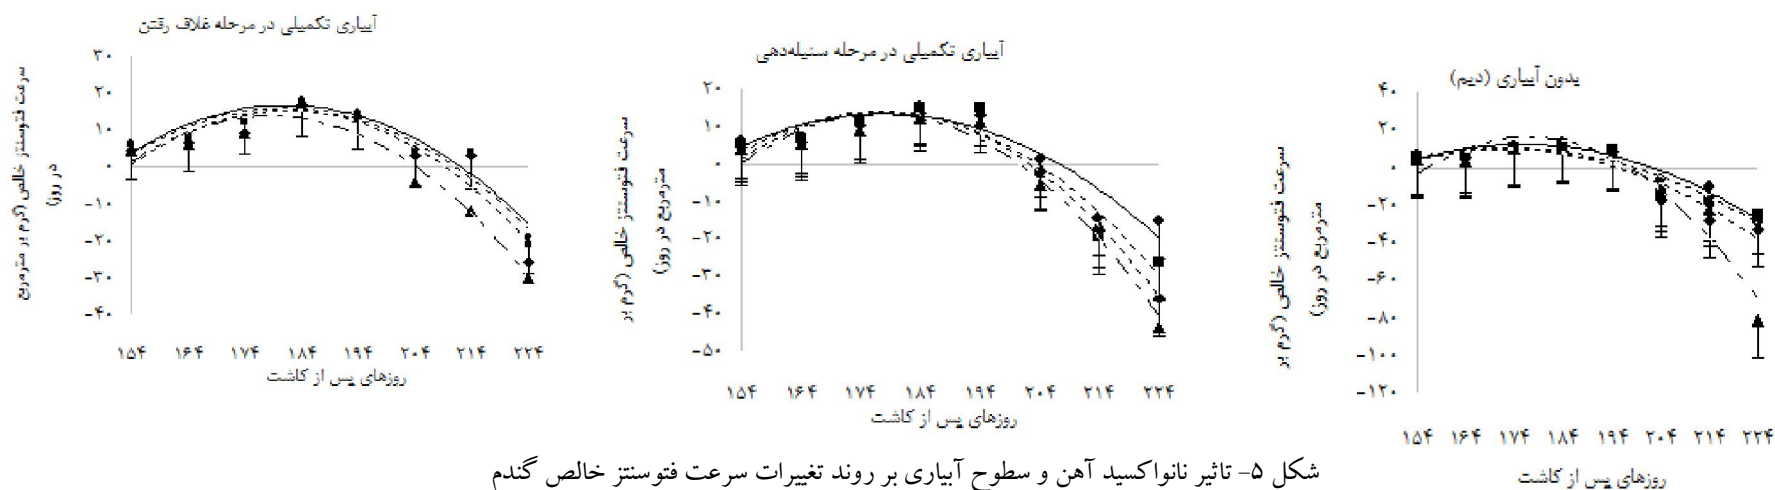 آبیاری تکمیلی در مرحله غلاف رفتن
سرعت فتوسنتز خالص (گرم بر مترمربع
در روز)
۳۰
۲۰
۱۰
۰
-۱۰
-۲۰
-۳۰
-۴۰
۱۵۴ ۱۶۴ ۱۷۴ ۱۸۴ ۱۹۴ ۲۰۴ ۲۱۴ ۲۲۴
روزهای پس از کاشت
آبیاری تکمیلی در مرحله سنبله‌دهی
سرعت فتوسنتز خالص (گرم بر
مترمربع در روز)
۲۰
۱۰
۰
-۱۰
-۲۰
-۳۰
-۴۰
-۵۰
۱۵۴ ۱۶۴ ۱۷۴ ۱۸۴ ۱۹۴ ۲۰۴ ۲۱۴ ۲۲۴
روزهای پس از کاشت
بدون آبیاری (دیم)
سرعت فتوسنتز خالص (گرم بر
مترمربع در روز)
۴۰
۲۰
۰
-۲۰
-۴۰
-۶۰
-۸۰
-۱۰۰
-۱۲۰
۱۵۴ ۱۶۴ ۱۷۴ ۱۸۴ ۱۹۴ ۲۰۴ ۲۱۴ ۲۲۴
روزهای پس از کاشت
شکل ۵- تاثیر نانواکسید آهن و سطوح آبیاری بر روند تغییرات سرعت فتوسنتز خالص گندم